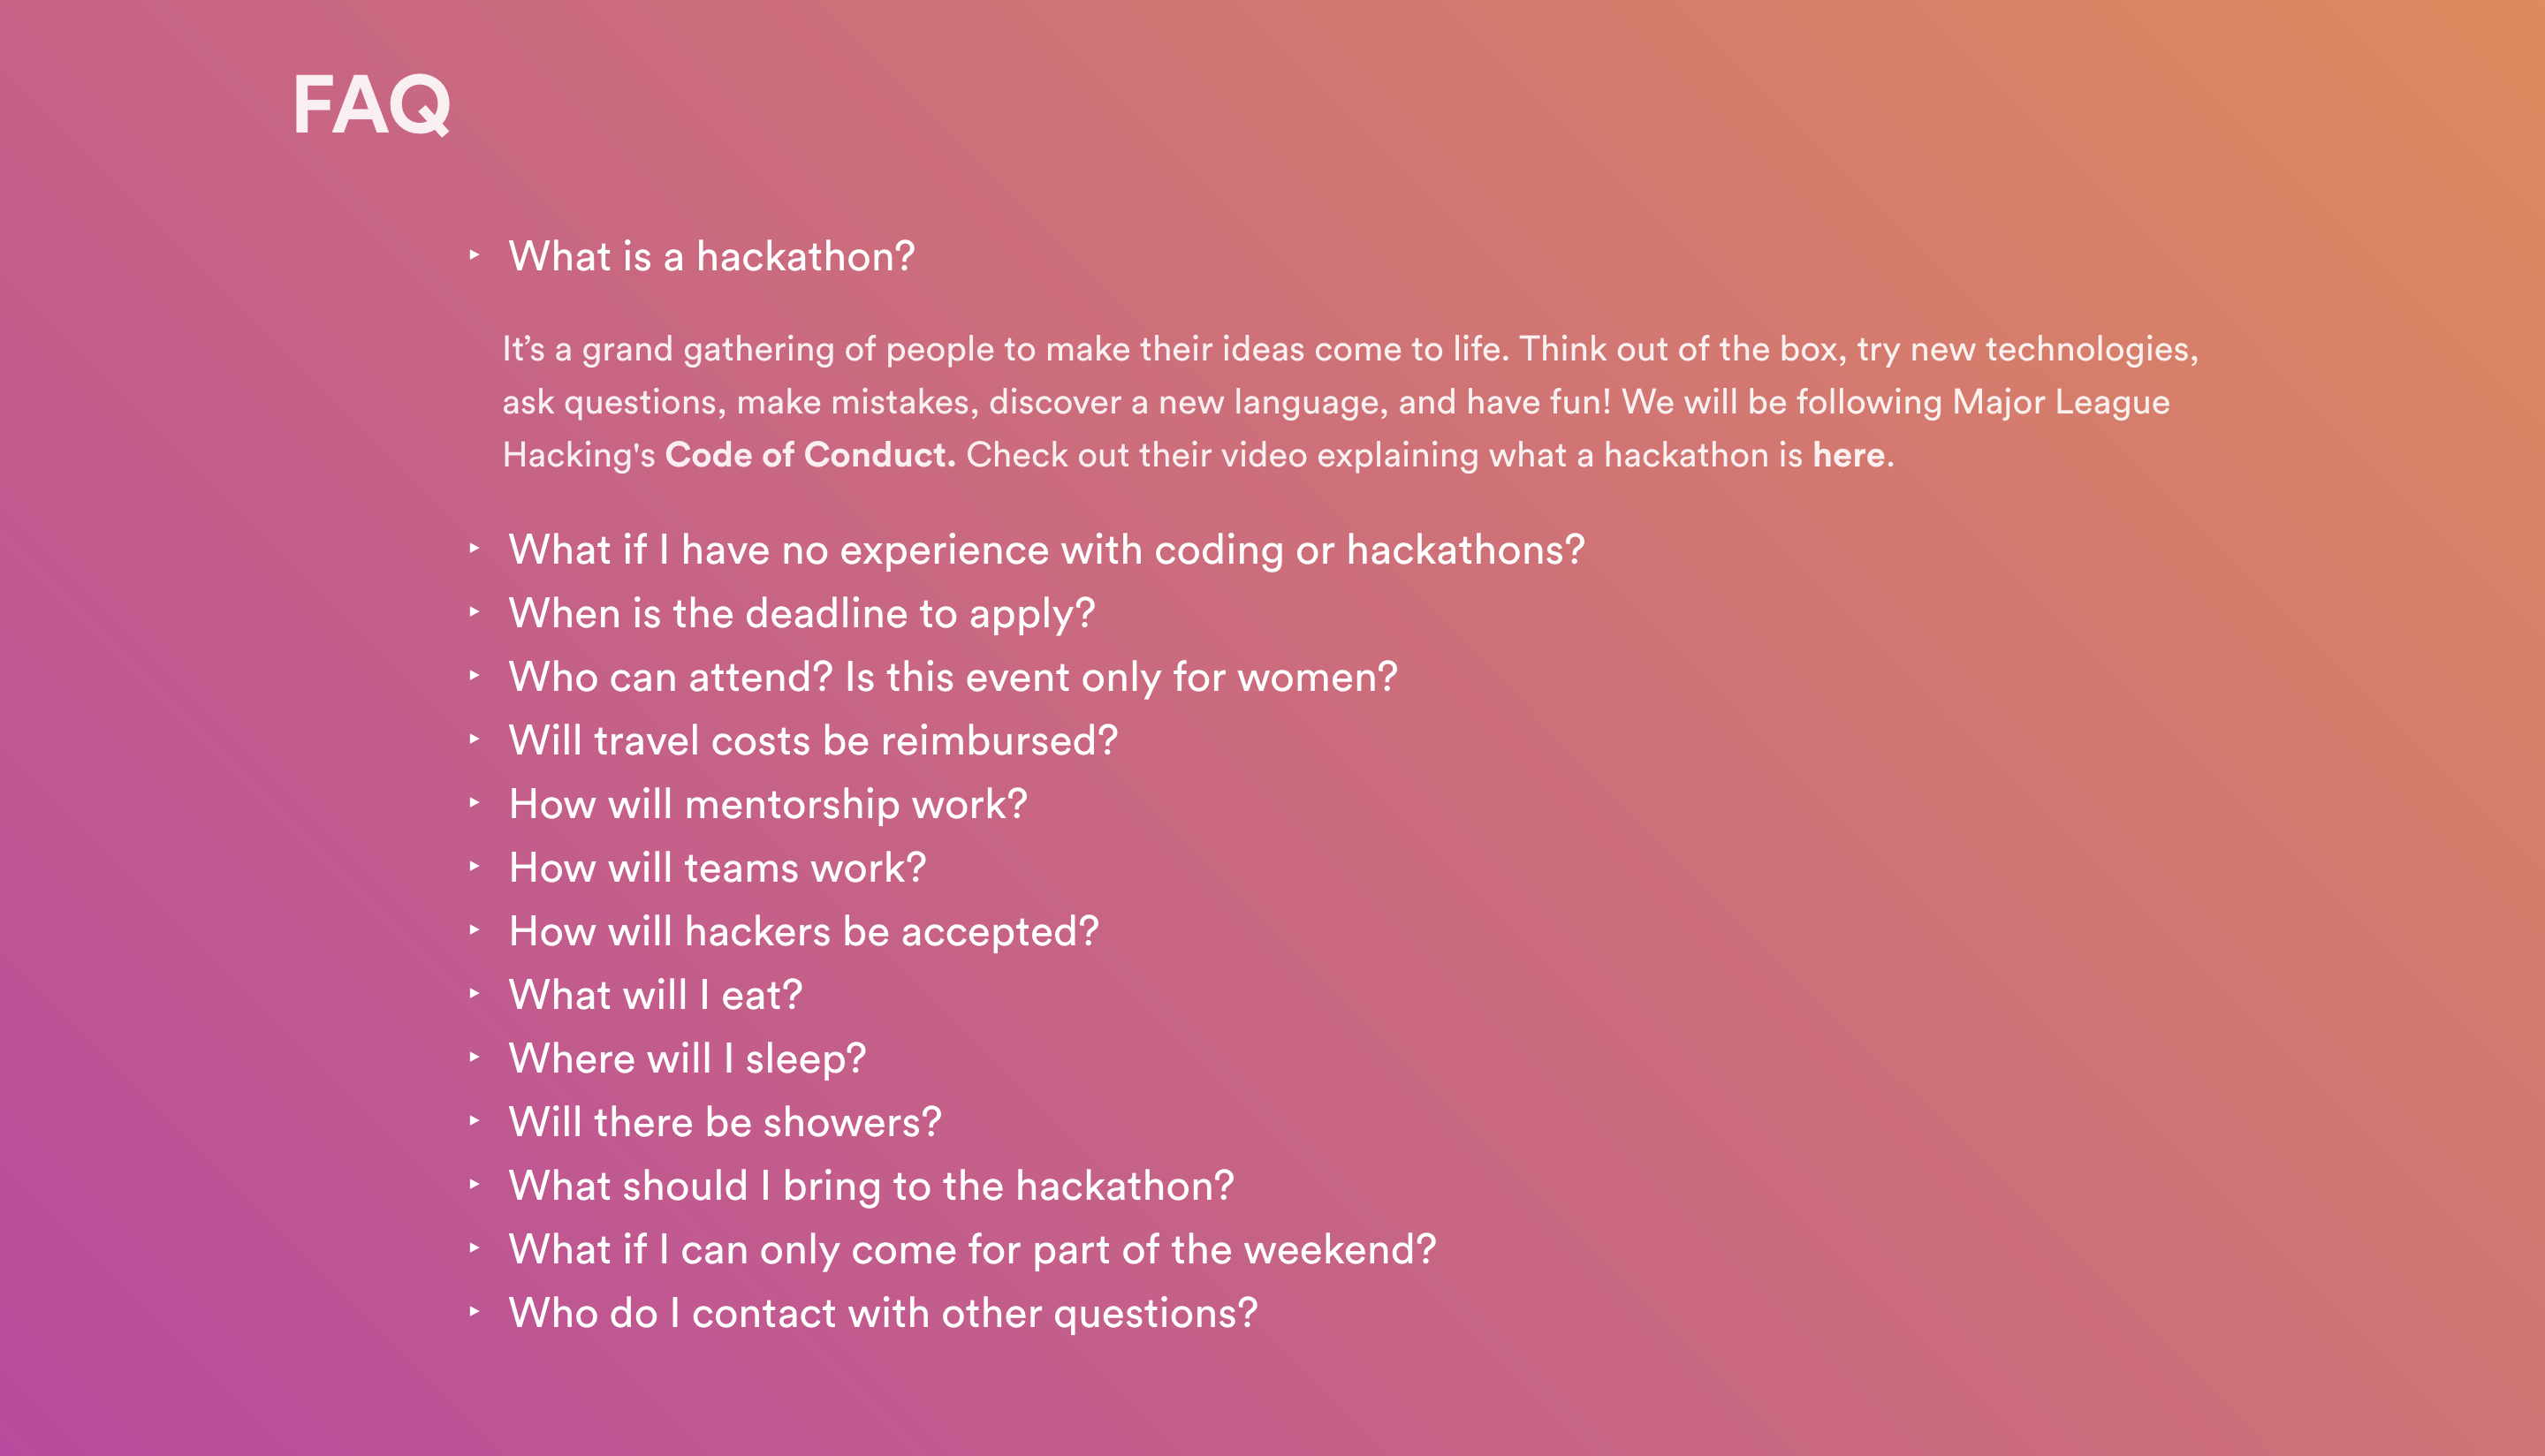 FAQ
What is a hackathon?
It’s a grand gathering of people to make their ideas come to life. Think out of the box, try new technologies,
ask questions, make mistakes, discover a new language, and have fun! We will be following Major League
Hacking's Code of Conduct. Check out their video explaining what a hackathon is here.
What if I have no experience with coding or hackathons?
When is the deadline to apply?
Who can attend? Is this event only for women?
Will travel costs be reimbursed?
How will mentorship work?
How will teams work?
How will hackers be accepted?
What will I eat?
Where will I sleep?
Will there be showers?
What should I bring to the hackathon?
What if I can only come for part of the weekend?
Who do I contact with other questions?